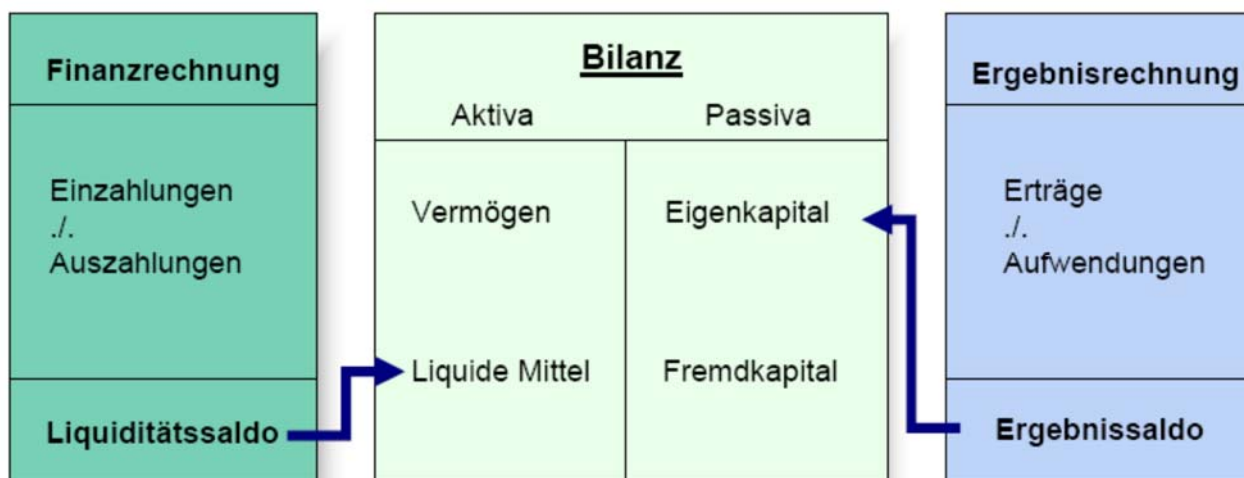 Finanzrechnung
Einzahlungen
./.
Auszahlungen
Liquiditätssaldo
Bilanz
Aktiva
Passiva
Vermögen
Eigenkapital
Liquide Mittel
Fremdkapital
Ergebnisrechnung
Erträge
./.
Aufwendungen
Ergebnissaldo